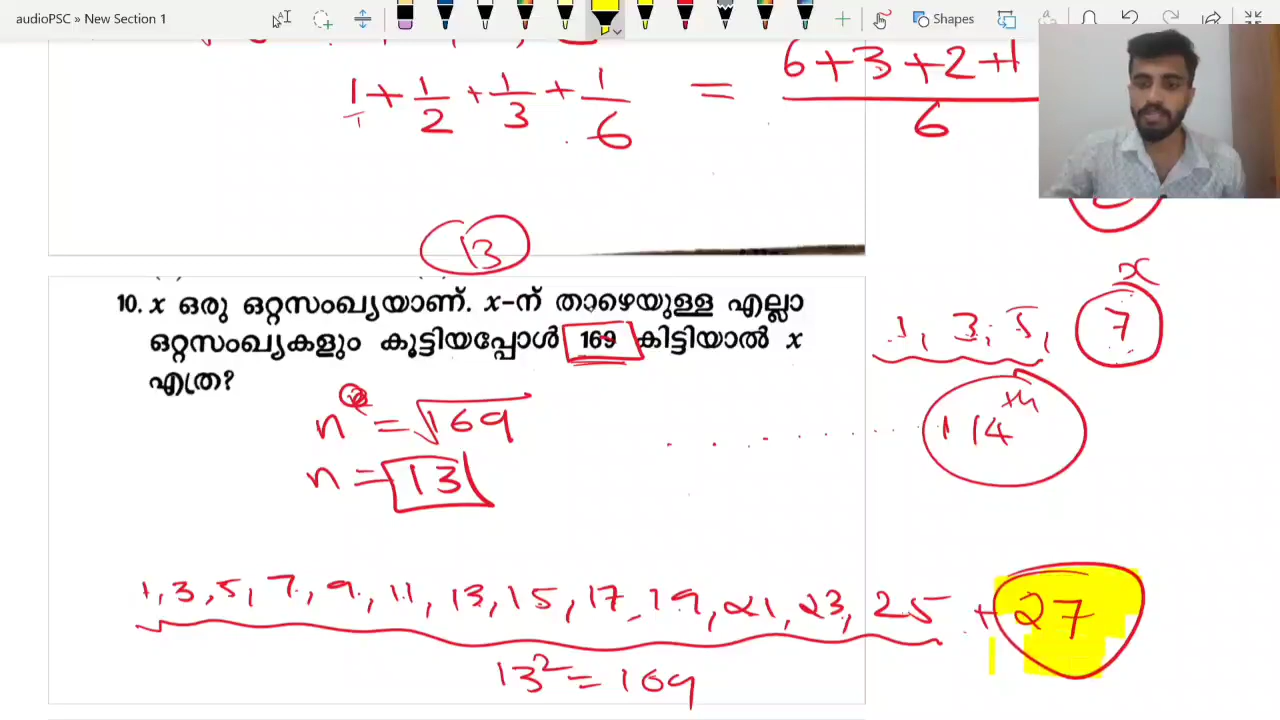 audioPSC » New Section 1
Shapes
1/1 + 1/2 + 1/3 + 1/6 = 6+3+2+1/6
13
10. x ഒരു ഒറ്റസംഖ്യയാണ്. x-ന് താഴെയുള്ള എല്ലാ
ഒറ്റസംഖ്യകളും കൂട്ടിയപ്പോൾ 169 കിട്ടിയാൽ x
എത്ര?
x
1, 3, 5, 7
n = √169
14th
n = 13
1, 3, 5, 7, 9, 11, 13, 15, 17, 19, 21, 23, 25 + 27
13² = 169